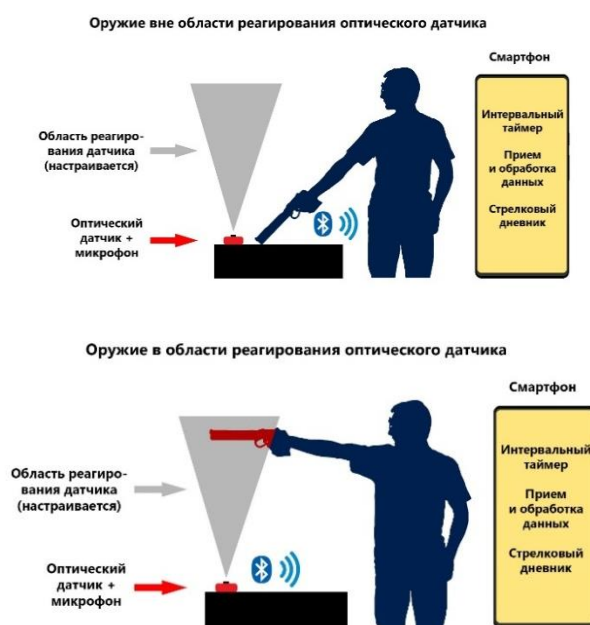 Оружие вне области реагирования оптического датчика
Смартфон
Область реагиро-
вания датчика
(настраивается)
Оптический
датчик +
микрофон
Интервальный
таймер
Прием
и обработка
данных
Стрелковый
дневник
Оружие в области реагирования оптического датчика
Смартфон
Область реагиро-
вания датчика
(настраивается)
Оптический
датчик +
микрофон
Интервальный
таймер
Прием
и обработка
данных
Стрелковый
дневник